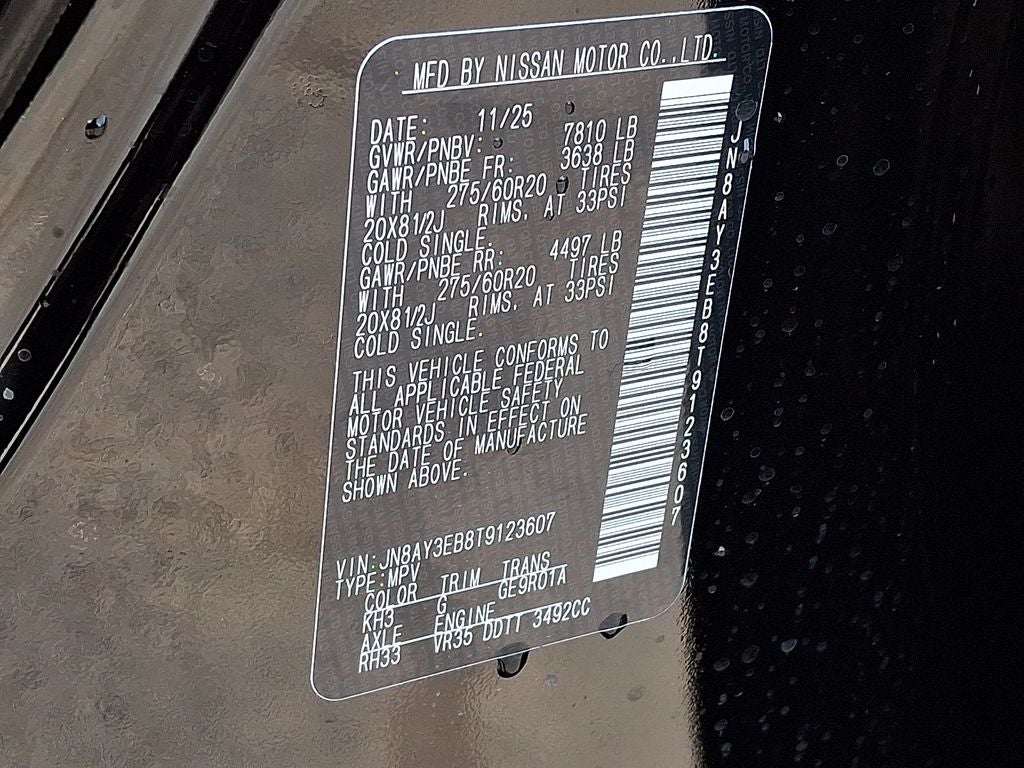 MFD BY NISSAN MOTOR CO.,LTD.
DATE: 11/25
GVWR/PNBV: 7810 LB
GAWR/PNBE FR: 3638 LB
WITH 275/60R20 TIRES
20X81/2J RIMS, AT 33PSI
COLD SINGLE.
GAWR/PNBE RR: 4497 LB
WITH 275/60R20 TIRES
20X81/2J RIMS, AT 33PSI
COLD SINGLE.
THIS VEHICLE CONFORMS TO
ALL APPLICABLE FEDERAL
MOTOR VEHICLE SAFETY
STANDARDS IN EFFECT ON
THE DATE OF MANUFACTURE
SHOWN ABOVE.
VIN:JN8AY3EB8T9123607
TYPE:MPV
COLOR TRIM TRANS
KH3 G GE9R01A
AXLE ENGINE
RH33 VR35 DDTT 3492CC
JN8AY3EB8T9123607